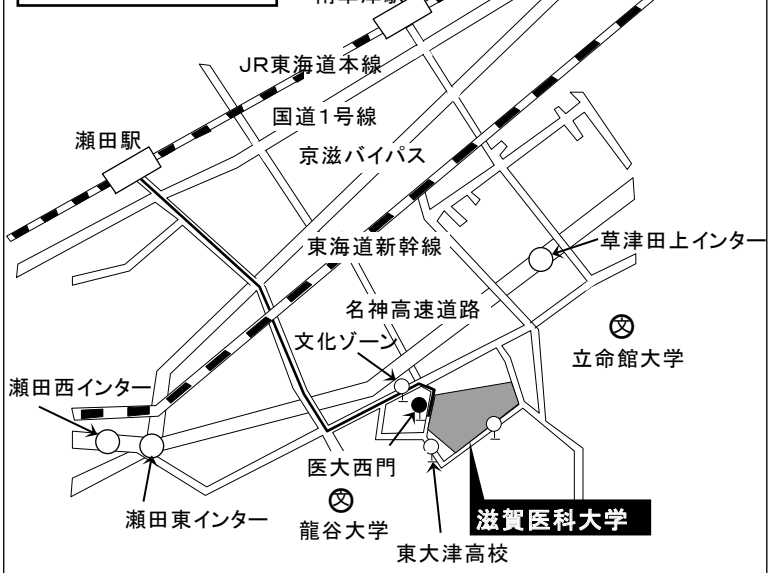 JR東海道本線
国道1号線
瀬田駅
京滋バイパス
東海道新幹線
草津田上インター
名神高速道路
文
文化ゾーン
立命館大学
瀬田西インター
医大西門
文
瀬田東インター
龍谷大学
滋賀医科大学
東大津高校